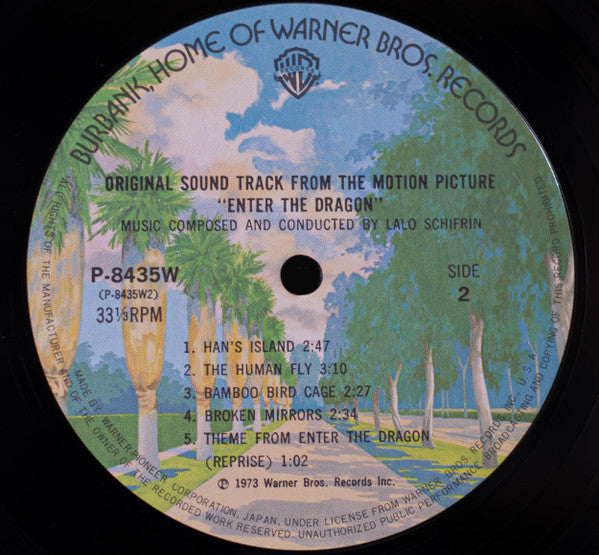 BURBANK, HOME OF WARNER BROS. RECORDS
WB
RECORDS
ORIGINAL SOUND TRACK FROM THE MOTION PICTURE
"ENTER THE DRAGON"
MUSIC COMPOSED AND CONDUCTED BY LALO SCHIFRIN
P-8435W
(P-8435W2)
33⅓RPM
SIDE
2
1. HAN'S ISLAND 2:47
2. THE HUMAN FLY 3:10
3. BAMBOO BIRD CAGE 2:27
4. BROKEN MIRRORS 2:34
5. THEME FROM ENTER THE DRAGON
(REPRISE) 1:02
℗ 1973 Warner Bros. Records Inc.
MADE BY WARNER-PIONEER CORPORATION, JAPAN, UNDER LICENSE FROM WARNER BROS RECORDS INC., U.S.A.
ALL RIGHTS OF THE MANUFACTURER AND OF THE OWNER OF THE RECORDED WORK RESERVED. UNAUTHORIZED PUBLIC PERFORMANCE, BROADCASTING AND COPYING OF THIS RECORD PROHIBITED.